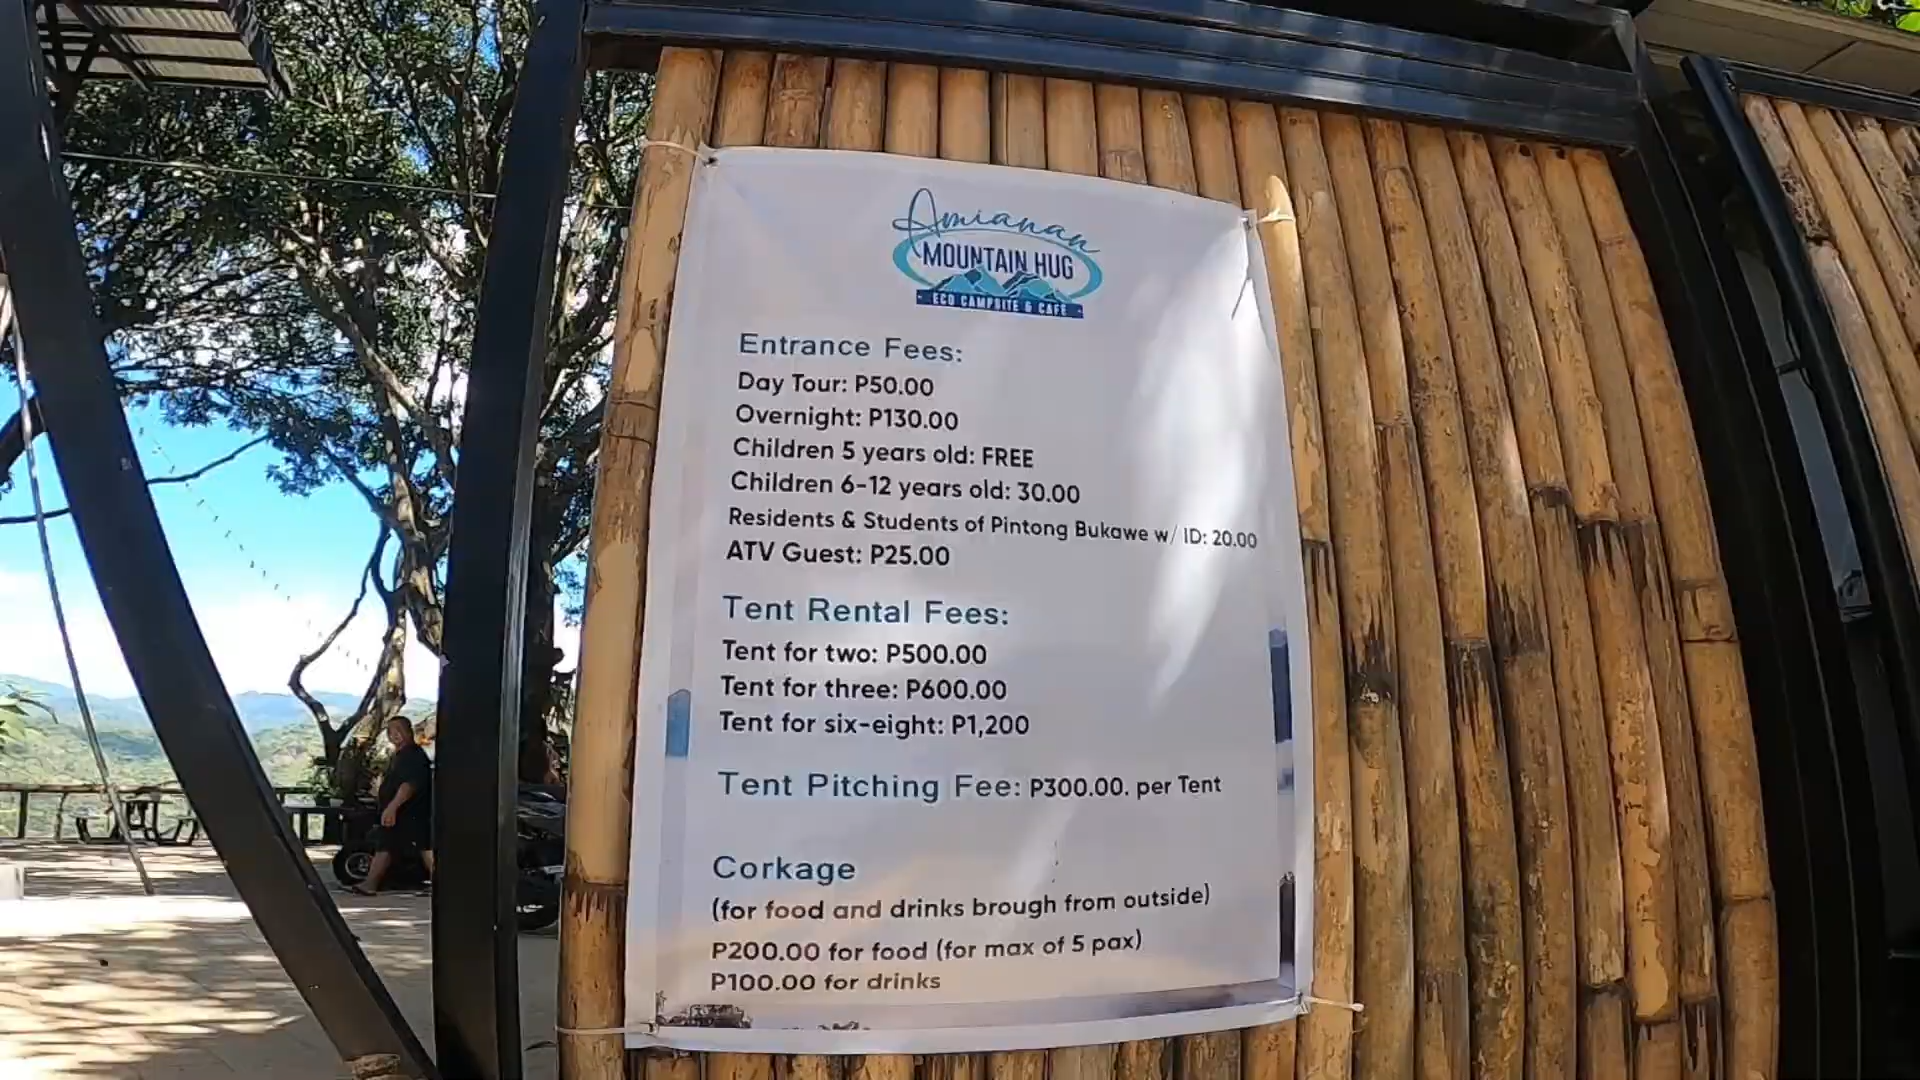 Amianan
MOUNTAIN HUG
• ECO CAMPSITE & CAFE •
Entrance Fees:
Day Tour: P50.00
Overnight: P130.00
Children 5 years old: FREE
Children 6-12 years old: 30.00
Residents & Students of Pintong Bukawe w/ ID: 20.00
ATV Guest: P25.00
Tent Rental Fees:
Tent for two: P500.00
Tent for three: P600.00
Tent for six-eight: P1,200
Tent Pitching Fee: P300.00. per Tent
Corkage
(for food and drinks brough from outside)
P200.00 for food (for max of 5 pax)
P100.00 for drinks